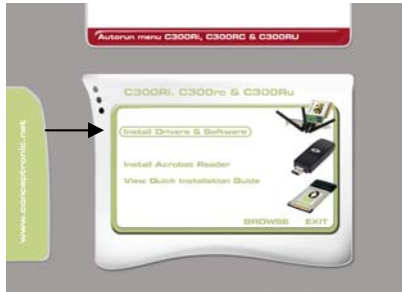 Autorun menu C300Ri, C300RC & C300RU
C300Ri, C300rc & C300Ru
Install Drivers & Software
Install Acrobat Reader
View Quick Installation Guide
BROWSE EXIT
www.conceptronic.net